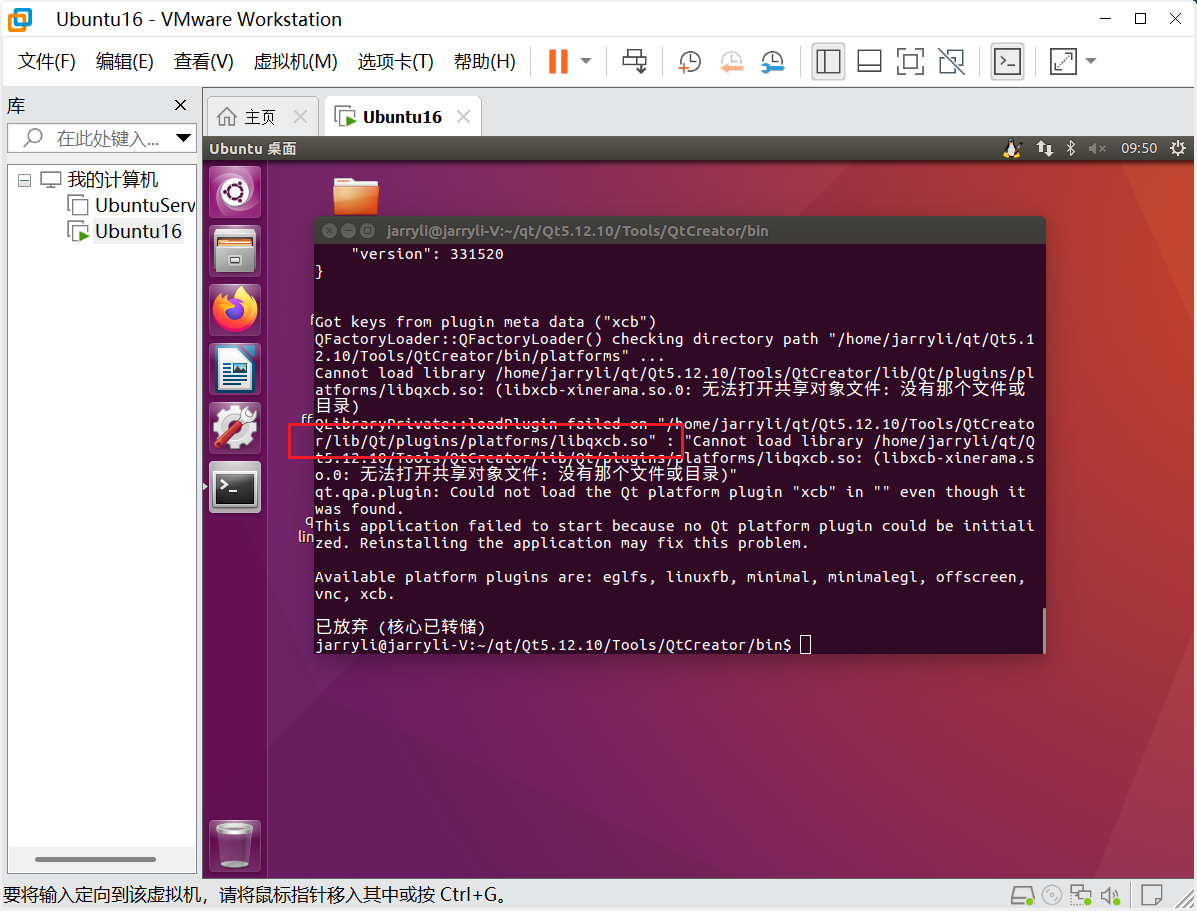 Ubuntu16 - VMware Workstation
文件(F) 编辑(E) 查看(V) 虚拟机(M) 选项卡(T) 帮助(H)
库
在此处键入...
我的计算机
UbuntuServ
Ubuntu16
主页
Ubuntu16
Ubuntu 桌面
09:50
jarryli@jarryli-V:~/qt/Qt5.12.10/Tools/QtCreator/bin
"version": 331520
}
Got keys from plugin meta data ("xcb")
QFactoryLoader::QFactoryLoader() checking directory path "/home/jarryli/qt/Qt5.1
2.10/Tools/QtCreator/bin/platforms" ...
Cannot load library /home/jarryli/qt/Qt5.12.10/Tools/QtCreator/lib/Qt/plugins/pl
atforms/libqxcb.so: (libxcb-xinerama.so.0: 无法打开共享对象文件: 没有那个文件或
目录)
QLibraryPrivate::loadPlugin failed on "/home/jarryli/qt/Qt5.12.10/Tools/QtCreato
r/lib/Qt/plugins/platforms/libqxcb.so" : "Cannot load library /home/jarryli/qt/Q
t5.12.10/Tools/QtCreator/lib/Qt/plugins/platforms/libqxcb.so: (libxcb-xinerama.s
o.0: 无法打开共享对象文件: 没有那个文件或目录)"
qt.qpa.plugin: Could not load the Qt platform plugin "xcb" in "" even though it
was found.
This application failed to start because no Qt platform plugin could be initiali
zed. Reinstalling the application may fix this problem.
Available platform plugins are: eglfs, linuxfb, minimal, minimalegl, offscreen,
vnc, xcb.
已放弃 (核心已转储)
jarryli@jarryli-V:~/qt/Qt5.12.10/Tools/QtCreator/bin$
f
ff
q
lin
要将输入定向到该虚拟机，请将鼠标指针移入其中或按 Ctrl+G。